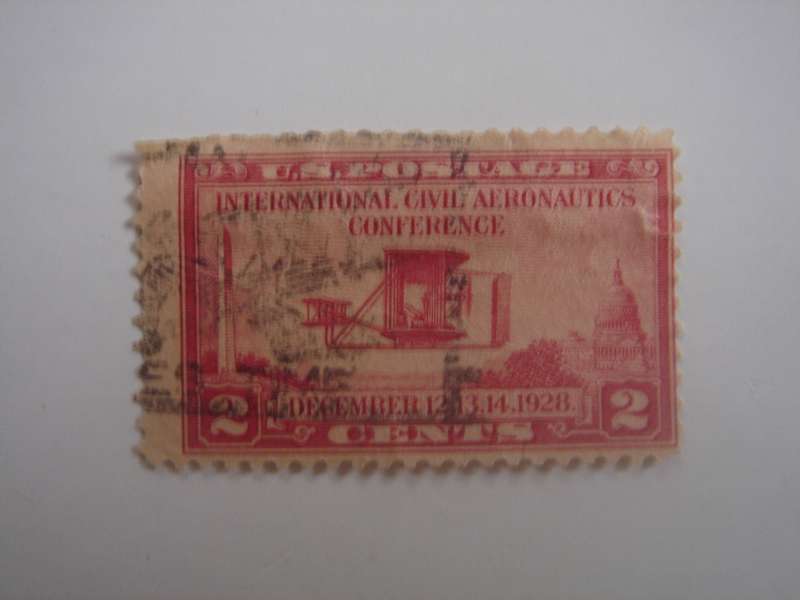 U.S. POSTAGE
INTERNATIONAL CIVIL AERONAUTICS
CONFERENCE
2 DECEMBER 12.13.14.1928. 2
CENTS